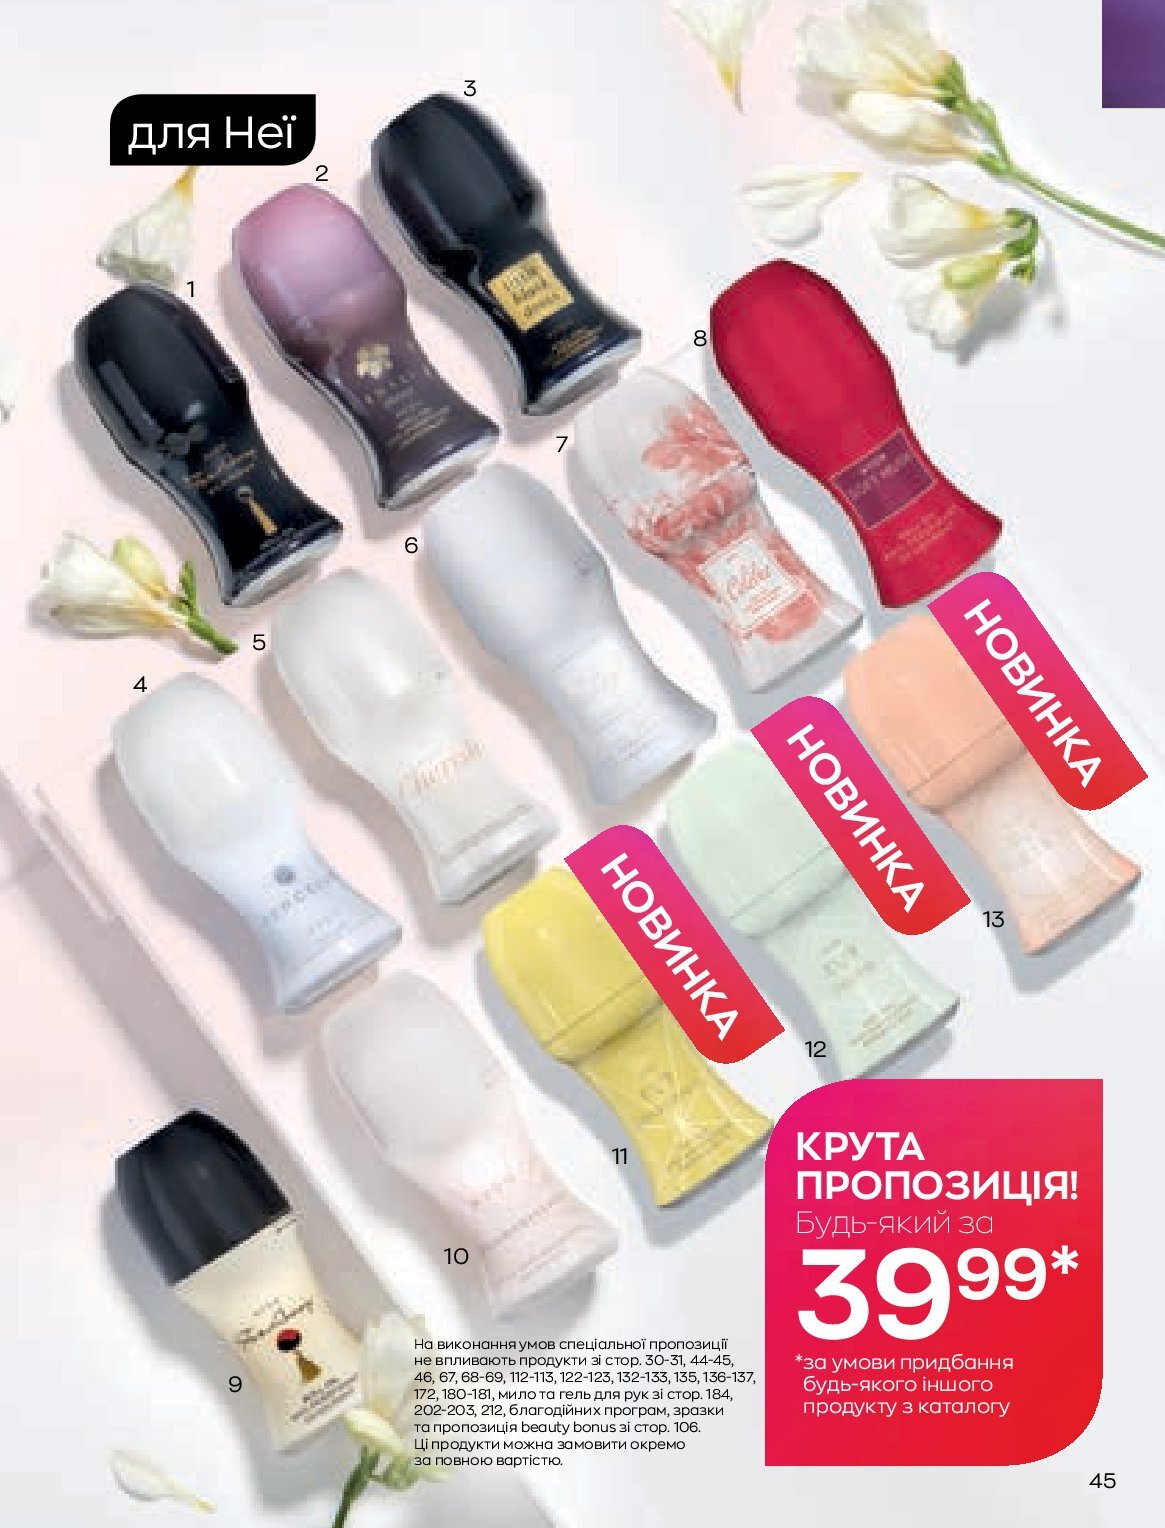 для Неї
3
2
1
8
7
6
5
4
НОВИНКА
НОВИНКА
НОВИНКА
13
12
11
10
9
Cherish
КРУТА
ПРОПОЗИЦІЯ!
Будь-який за
39⁹⁹*
*за умови придбання
будь-якого іншого
продукту з каталогу
На виконання умов спеціальної пропозиції
не впливають продукти зі стор. 30-31, 44-45,
46, 67, 68-69, 112-113, 122-123, 132-133, 135, 136-137,
172, 180-181, мило та гель для рук зі стор. 184,
202-203, 212, благодійних програм, зразки
та пропозиція beauty bonus зі стор. 106.
Ці продукти можна замовити окремо
за повною вартістю.
45